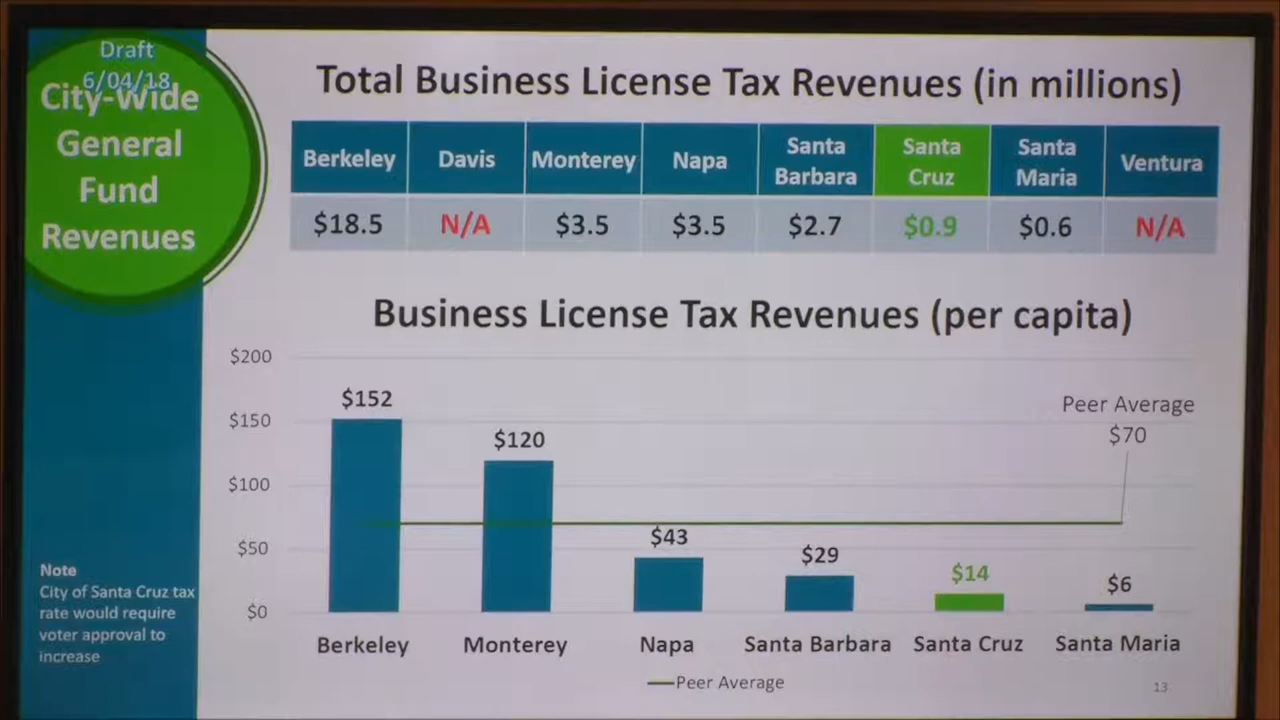 Draft
6/04/18
City-Wide
General
Fund
Revenues
Total Business License Tax Revenues (in millions)
Berkeley Davis Monterey Napa Santa Barbara Santa Cruz Santa Maria Ventura
$18.5 N/A $3.5 $3.5 $2.7 $0.9 $0.6 N/A
Business License Tax Revenues (per capita)
$200
$150
$100
$50
$0
$152
$120
$43
$29
$14
$6
Peer Average
$70
Berkeley Monterey Napa Santa Barbara Santa Cruz Santa Maria
Peer Average
Note
City of Santa Cruz tax
rate would require
voter approval to
increase
13